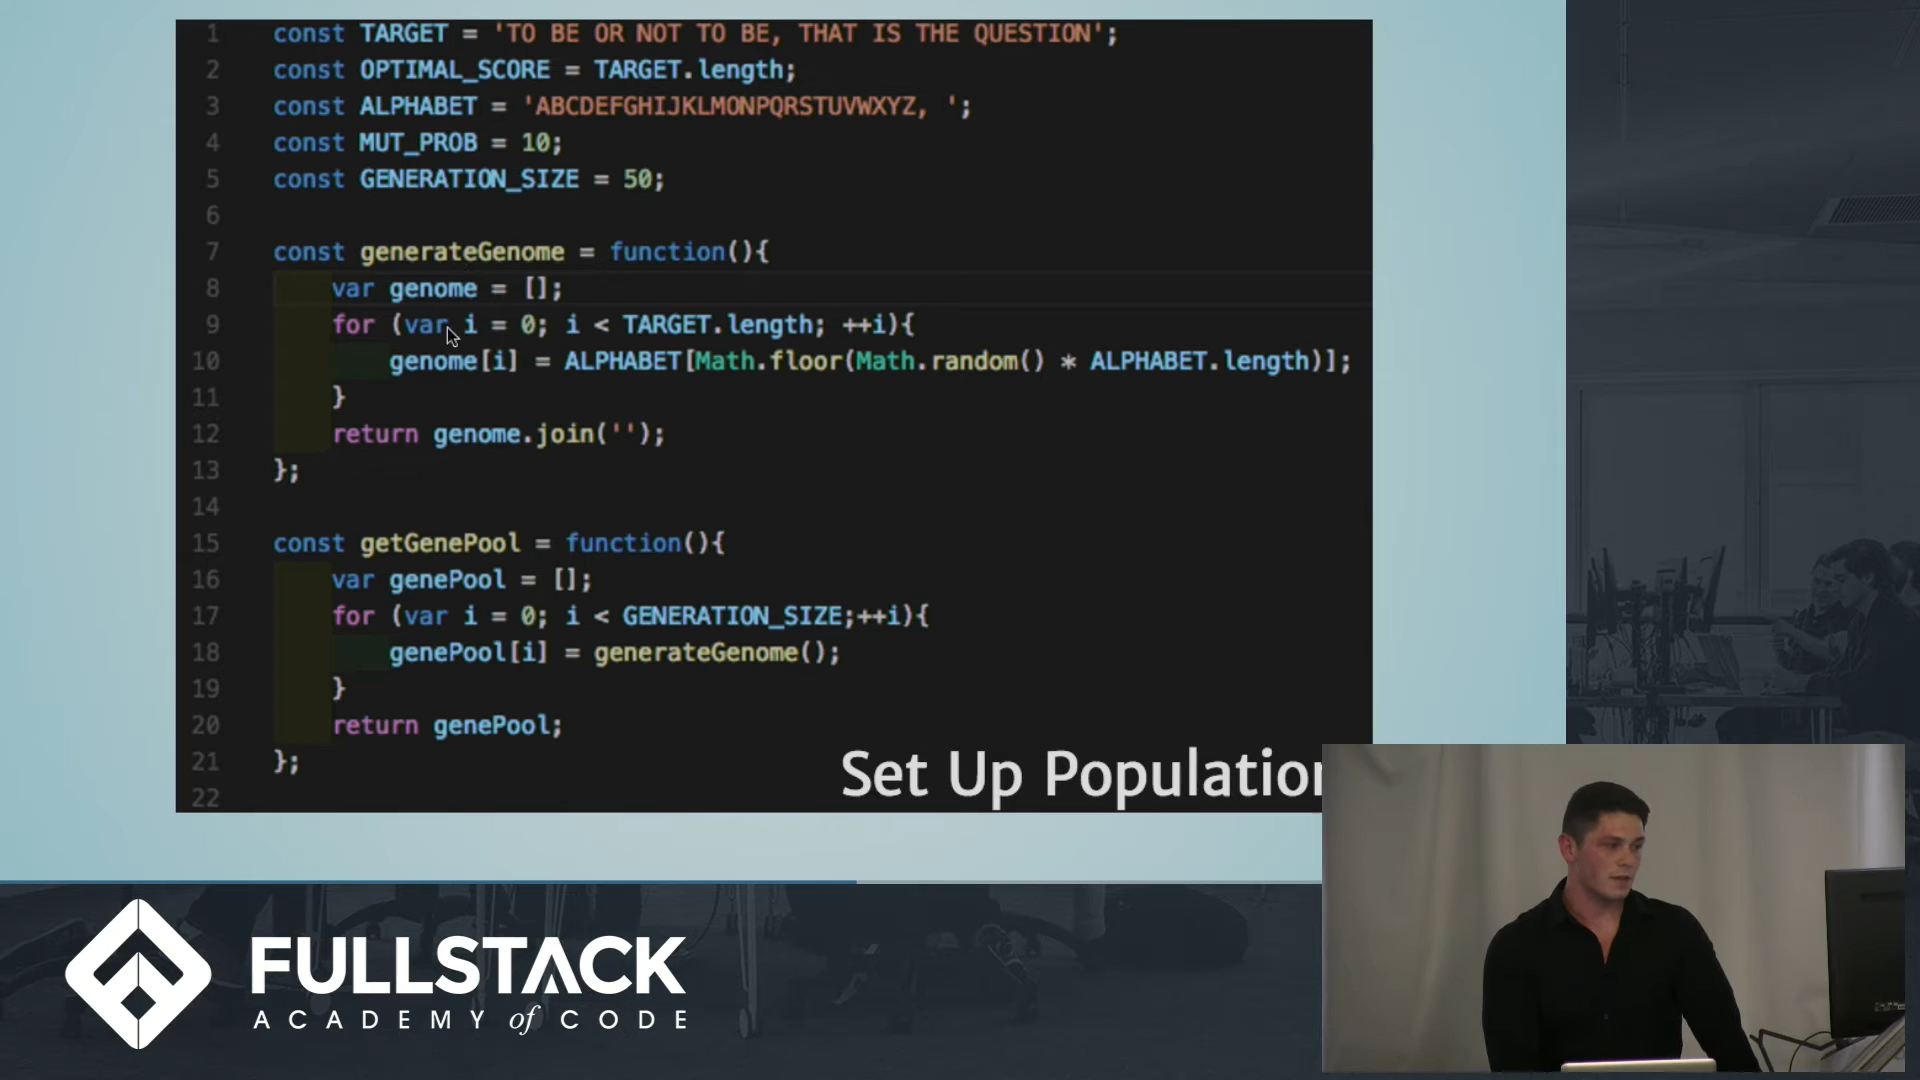 1 const TARGET = 'TO BE OR NOT TO BE, THAT IS THE QUESTION';
2 const OPTIMAL_SCORE = TARGET.length;
3 const ALPHABET = 'ABCDEFGHIJKLMONPQRSTUVWXYZ, ';
4 const MUT_PROB = 10;
5 const GENERATION_SIZE = 50;
6
7 const generateGenome = function(){
8 var genome = [];
9 for (var i = 0; i < TARGET.length; ++i){
10 genome[i] = ALPHABET[Math.floor(Math.random() * ALPHABET.length)];
11 }
12 return genome.join('');
13 };
14
15 const getGenePool = function(){
16 var genePool = [];
17 for (var i = 0; i < GENERATION_SIZE;++i){
18 genePool[i] = generateGenome();
19 }
20 return genePool;
21 };
22
Set Up Population
FULLSTACK
ACADEMY of CODE